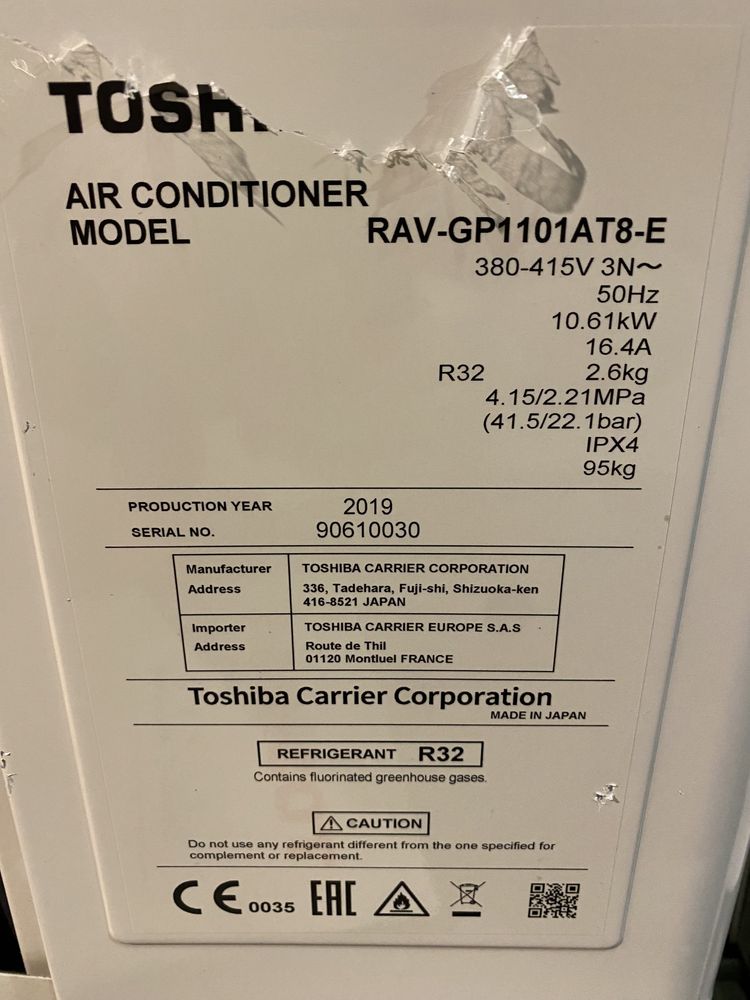 TOSH
AIR CONDITIONER
MODEL RAV-GP1101AT8-E
380-415V 3N~
50Hz
10.61kW
16.4A
R32 2.6kg
4.15/2.21MPa
(41.5/22.1bar)
IPX4
95kg
PRODUCTION YEAR 2019
SERIAL NO. 90610030
Manufacturer TOSHIBA CARRIER CORPORATION
Address 336, Tadehara, Fuji-shi, Shizuoka-ken
416-8521 JAPAN
Importer TOSHIBA CARRIER EUROPE S.A.S
Address Route de Thil
01120 Montluel FRANCE
Toshiba Carrier Corporation
MADE IN JAPAN
REFRIGERANT R32
Contains fluorinated greenhouse gases.
⚠ CAUTION
Do not use any refrigerant different from the one specified for
complement or replacement.
CE 0035 EAC